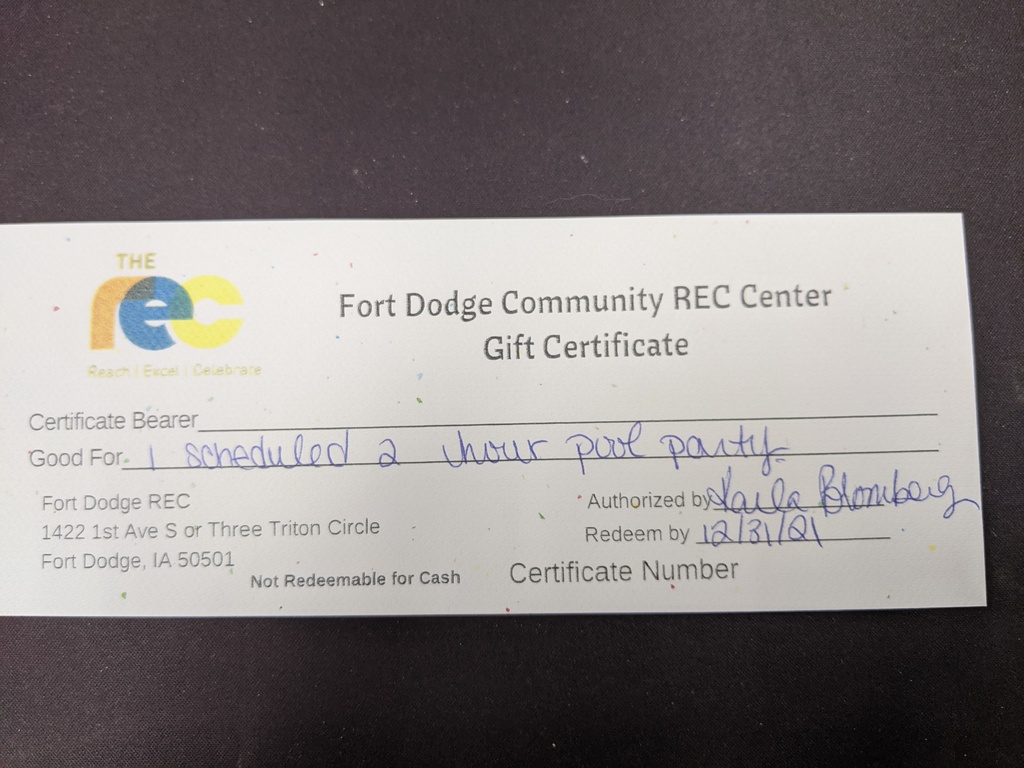 THE
rec
Reach | Excel | Celebrate
Fort Dodge Community REC Center
Gift Certificate
Certificate Bearer
Good For 1 scheduled 2 hour pool party
Fort Dodge REC
1422 1st Ave S or Three Triton Circle
Fort Dodge, IA 50501
Not Redeemable for Cash
Authorized by Blomberg
Redeem by 12/31/21
Certificate Number